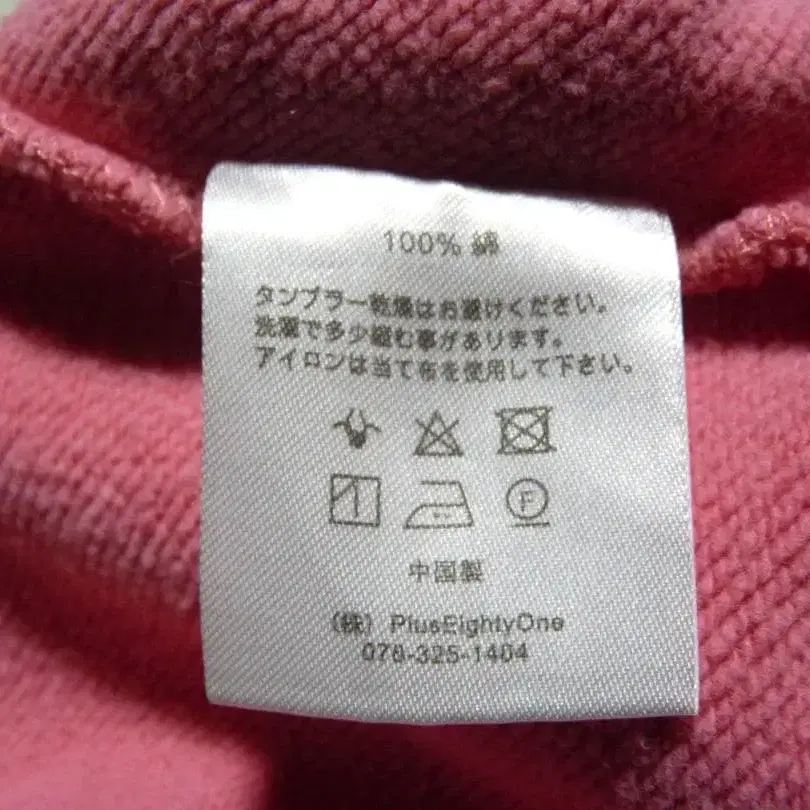 100% 綿
タンブラー乾燥はお避けください。
洗濯で多少縮む事があります。
アイロンは当て布を使用して下さい。
F
中国製
(株) PlusEightyOne
078-325-1404